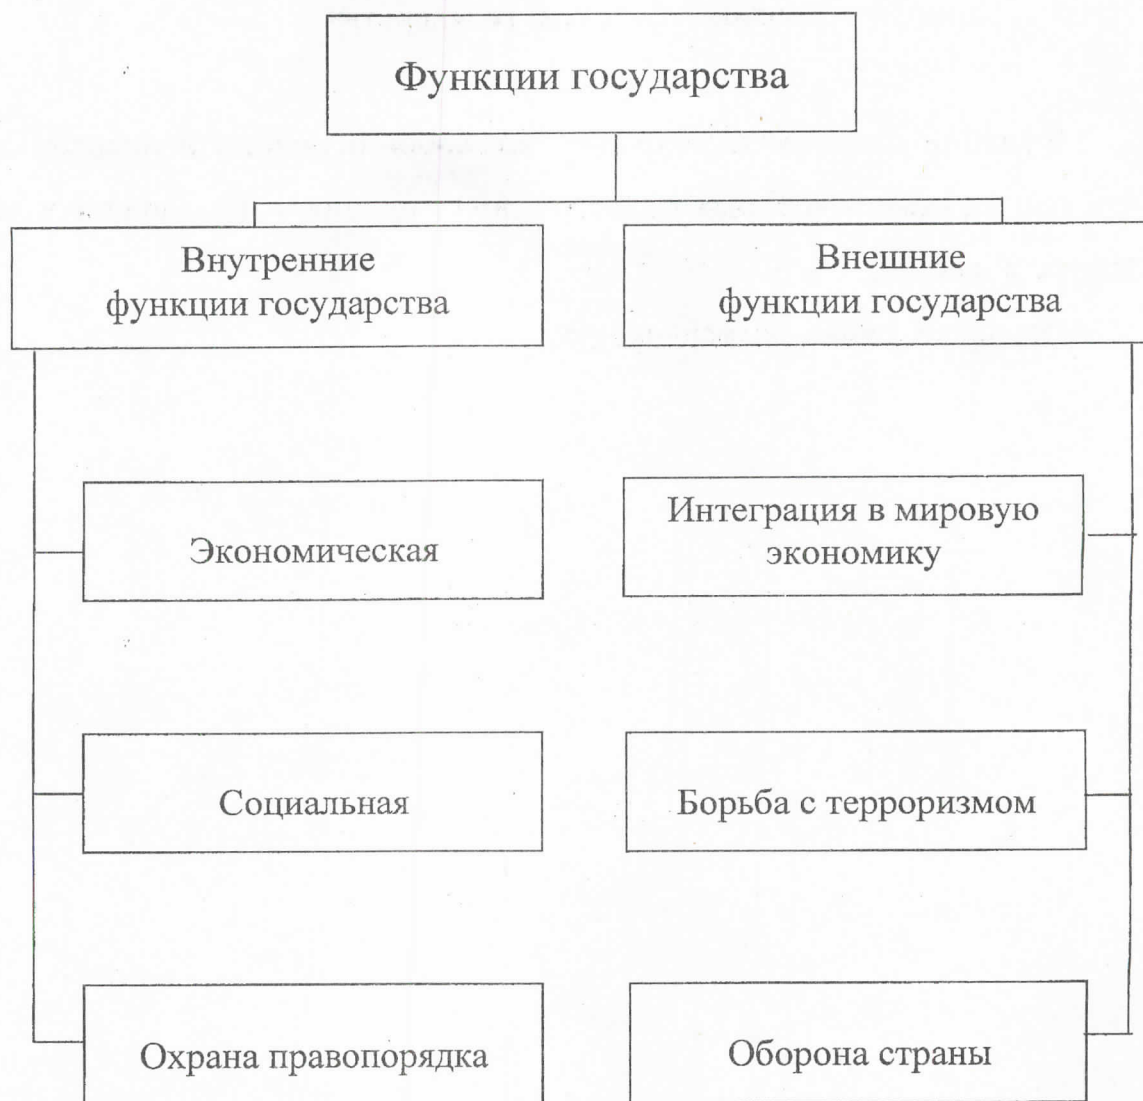 Функции государства
Внутренние
функции государства
Внешние
функции государства
Экономическая
Интеграция в мировую
экономику
Социальная
Борьба с терроризмом
Охрана правопорядка
Оборона страны